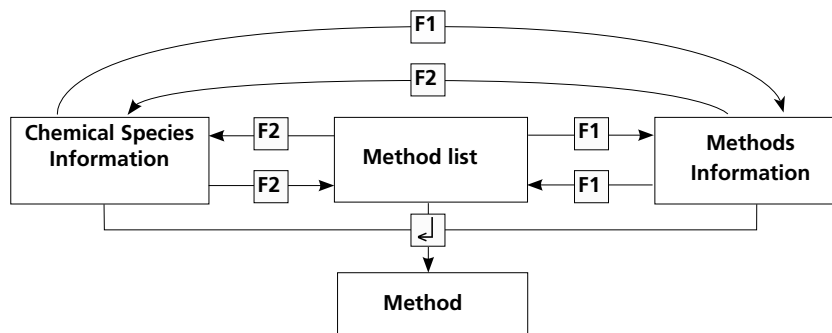 F1
F2
Chemical Species
Information
F2
F2
Method list
F1
F1
Methods
Information
Method